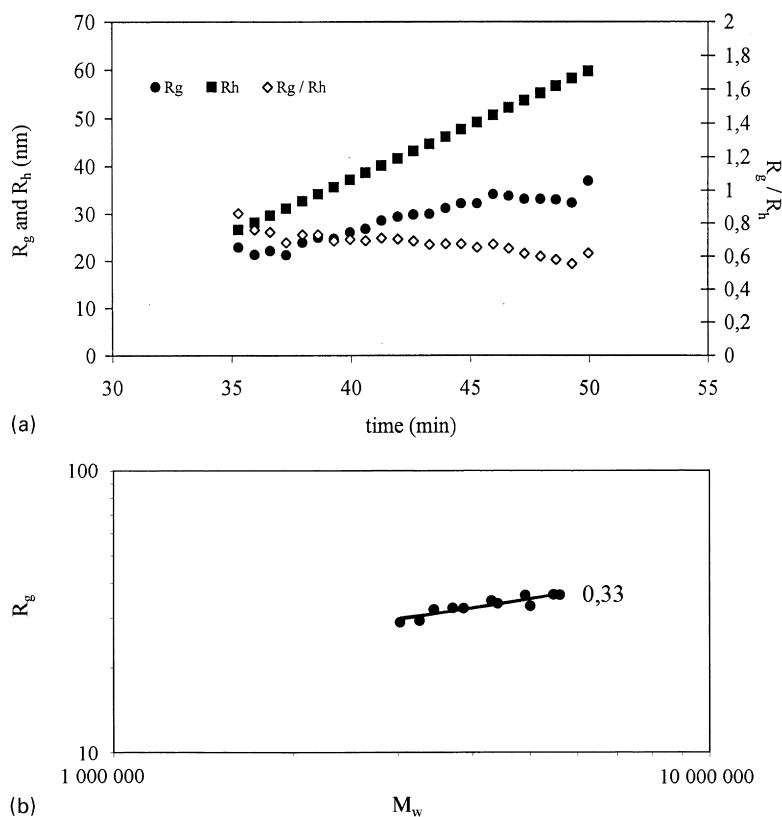 70
60
50
40
30
20
10
0
Rg and Rh (nm)
Rg Rh Rg / Rh
2
1,8
1,6
1,4
1,2
1
0,8
0,6
0,4
0,2
0
Rg / Rh
30 35 40 45 50 55
time (min)
(a)
100
Rg
0,33
10
1 000 000 10 000 000
Mw
(b)